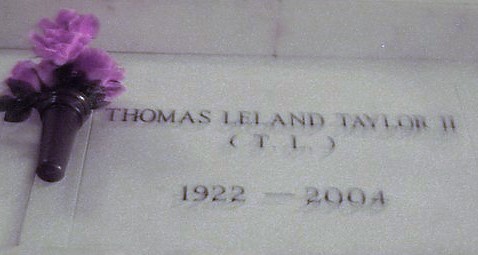 THOMAS LELAND TAYLOR II
( T. L. )
1922 — 2004